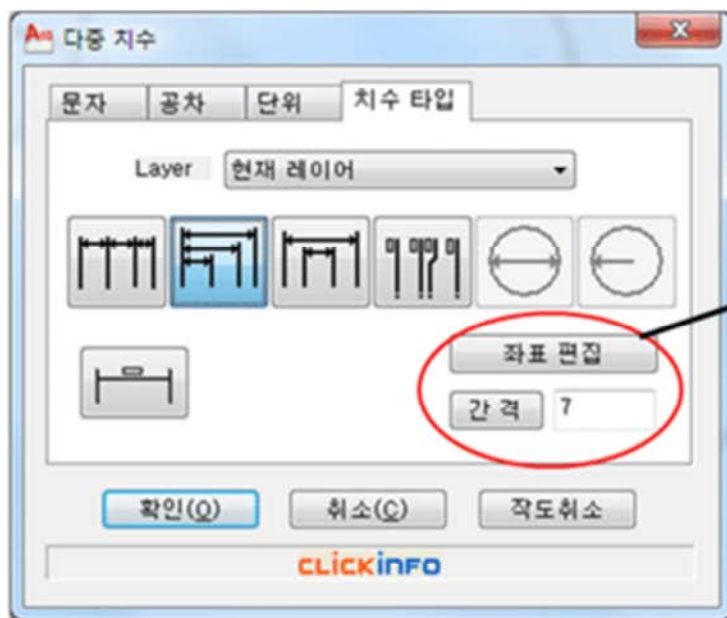 다중 치수
문자 공차 단위 치수 타입
Layer 현재 레이어
좌표 편집
간 격 7
확인(O) 취소(C) 작도취소
CLiCKiNFO